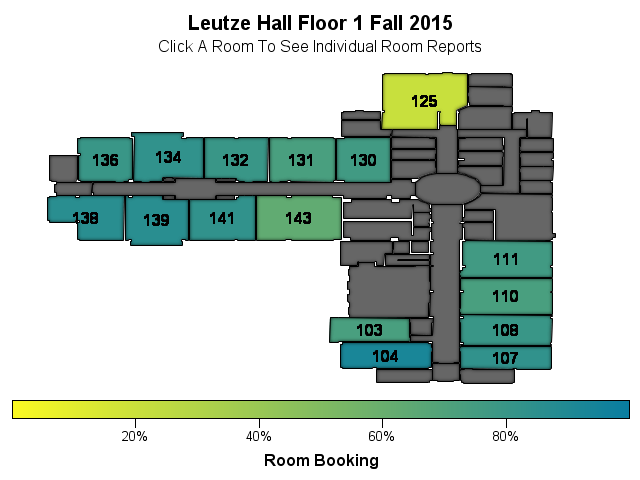 Leutze Hall Floor 1 Fall 2015
Click A Room To See Individual Room Reports
125
136 134 132 131 130
138 139 141 143
111
110
103 108
104 107
20% 40% 60% 80%
Room Booking